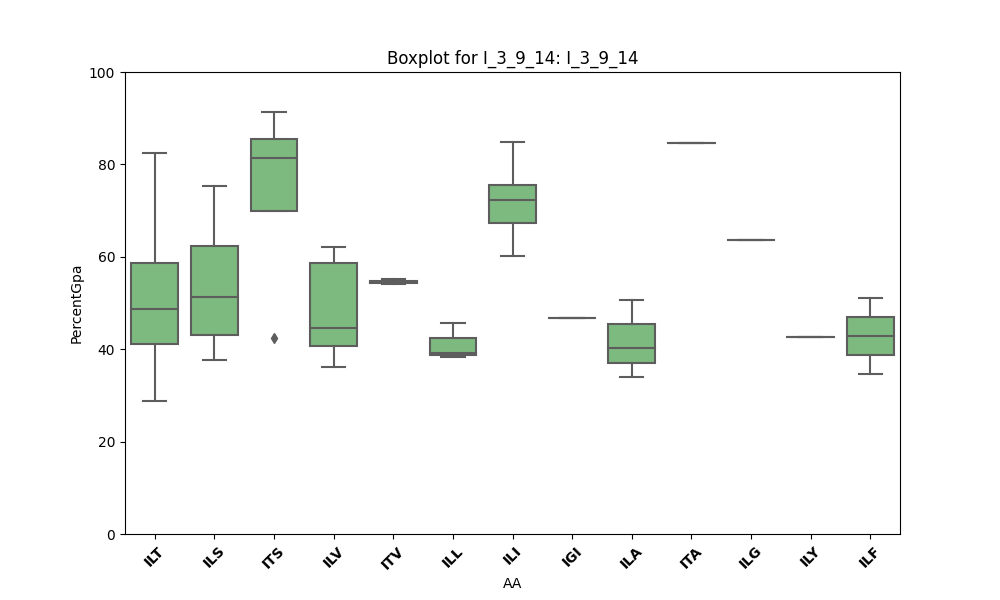 Boxplot for I_3_9_14: I_3_9_14
100
80
60
40
20
0
PercentGpa
ILT
ILS
ITS
ILV
ITV
ILL
ILI
IGI
ILA
ITA
ILG
ILY
ILF
AA